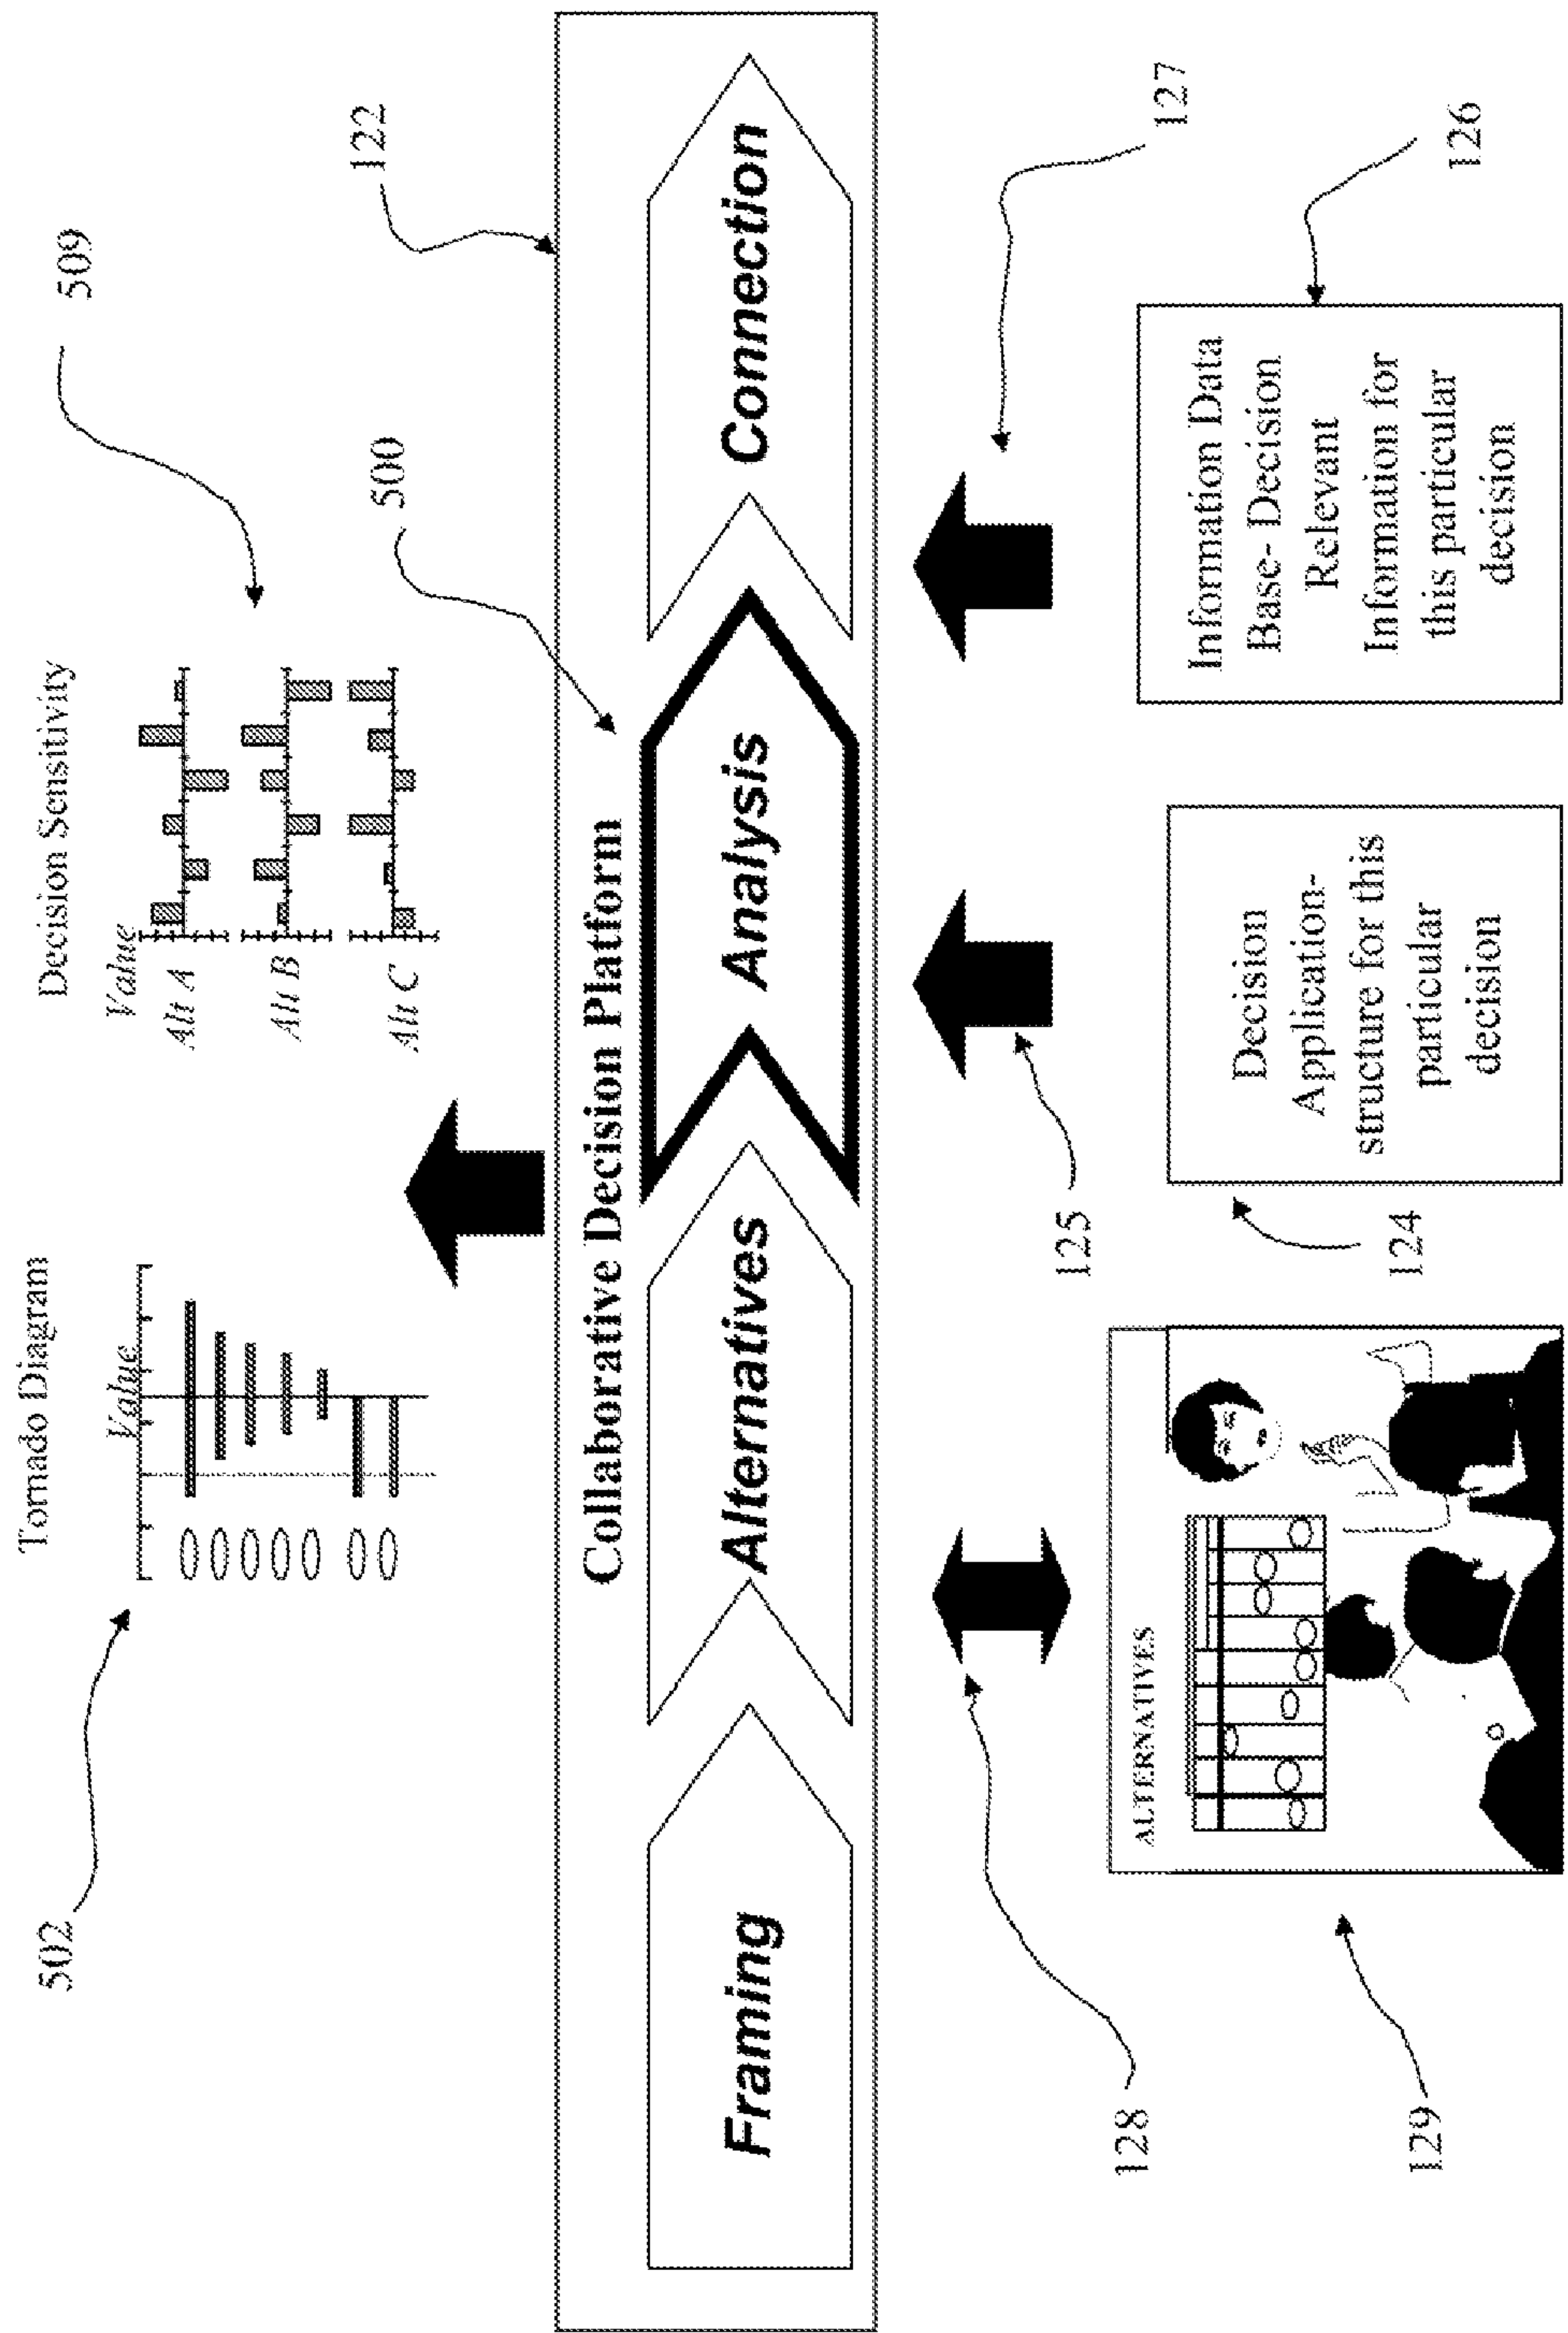 Tornado Diagram
Value
502
Decision Sensitivity
Value
Alt A
Alt B
Alt C
509
122
500
Collaborative Decision Platform
Framing
Alternatives
Analysis
Connection
128
125
127
129
ALTERNATIVES
124
Decision
Application-
structure for this
particular
decision
Information Data
Base- Decision
Relevant
Information for
this particular
decision
126